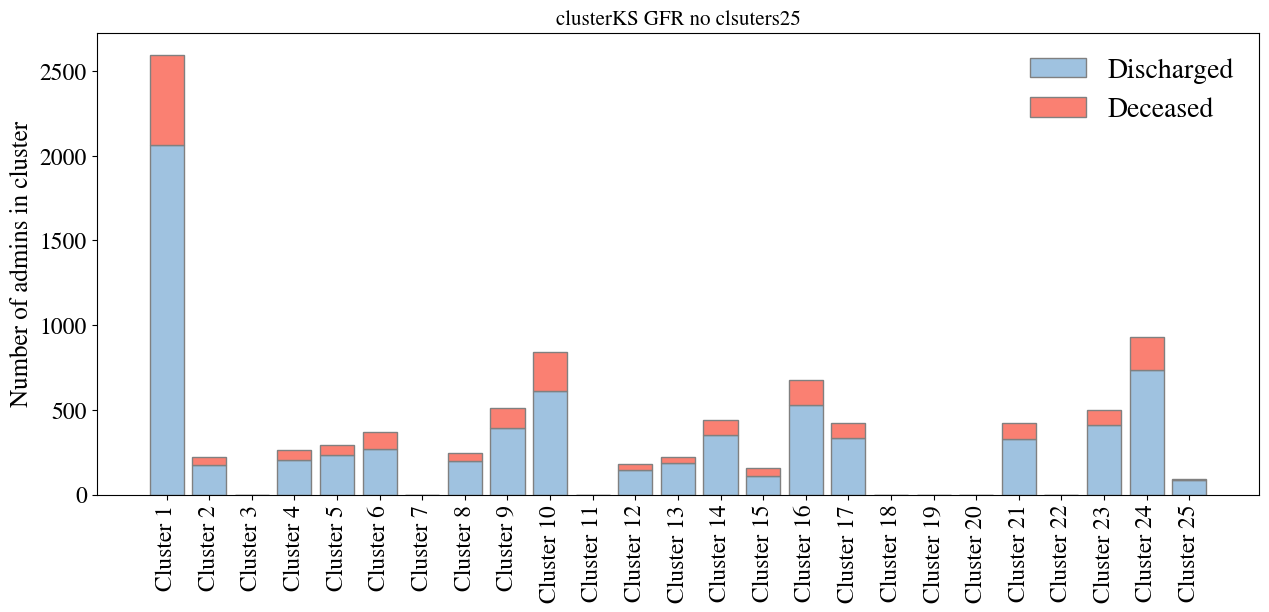 clusterKS GFR no clsuters25
Number of admins in cluster
2500
2000
1500
1000
500
0
Discharged
Deceased
Cluster 1
Cluster 2
Cluster 3
Cluster 4
Cluster 5
Cluster 6
Cluster 7
Cluster 8
Cluster 9
Cluster 10
Cluster 11
Cluster 12
Cluster 13
Cluster 14
Cluster 15
Cluster 16
Cluster 17
Cluster 18
Cluster 19
Cluster 20
Cluster 21
Cluster 22
Cluster 23
Cluster 24
Cluster 25